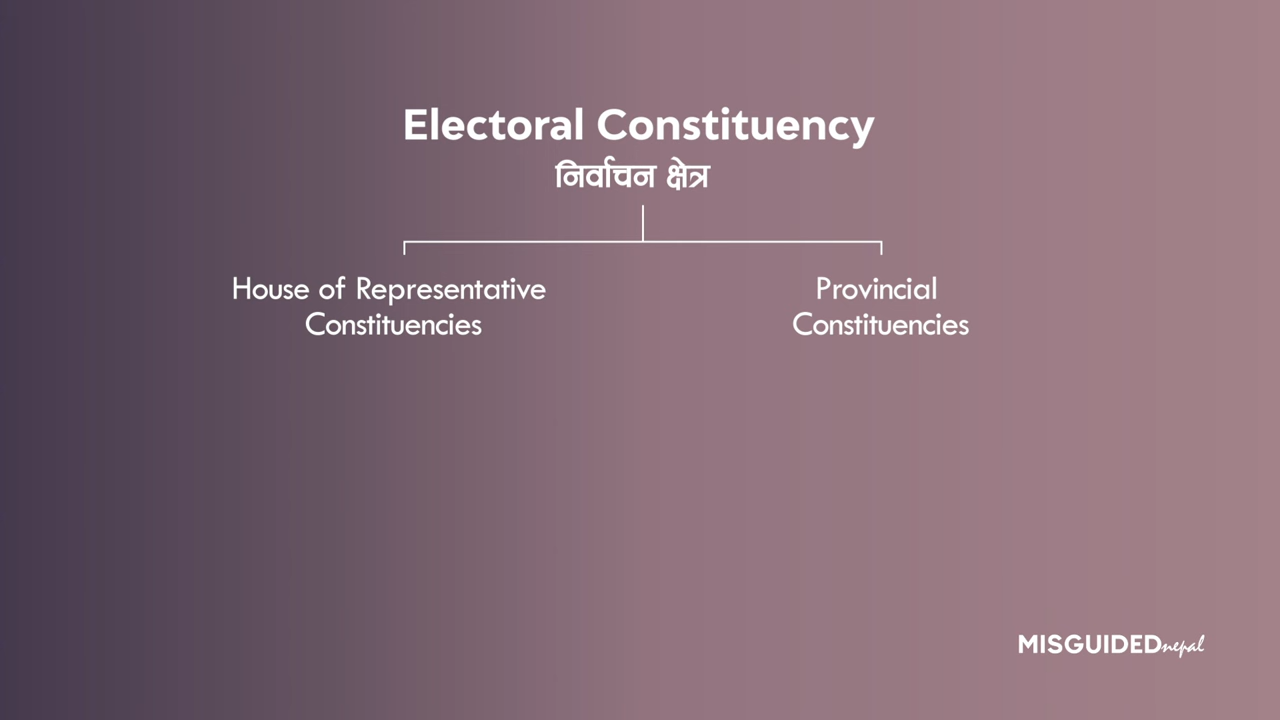 Electoral Constituency
निर्वाचन क्षेत्र
House of Representative
Constituencies
Provincial
Constituencies
MISGUIDEDnepal